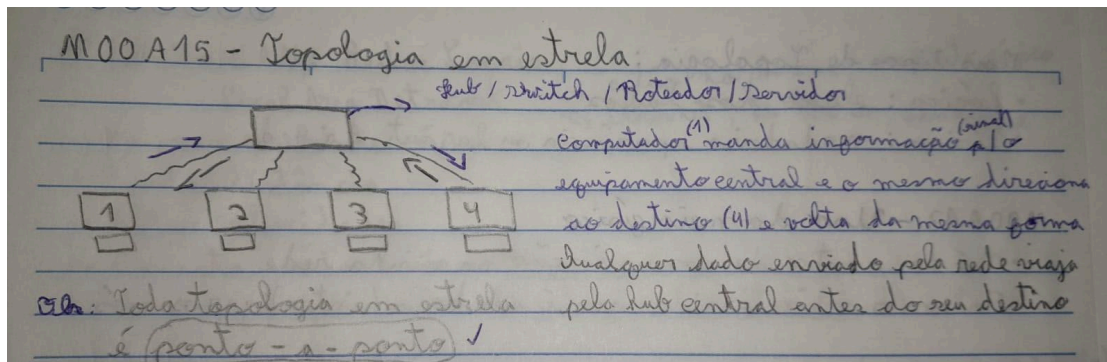 M00A15 - Topologia em estrela
Hub / Switch / Roteador / Servidor
computador (1) manda informação (sinal) p/ o
equipamento central e o mesmo direciona
ao destino (4) e volta da mesma forma
1 2 3 4
Qualquer dado enviado pela rede viaja
pelo hub central antes do seu destino
Obs: Toda topologia em estrela
é ponto-a-ponto